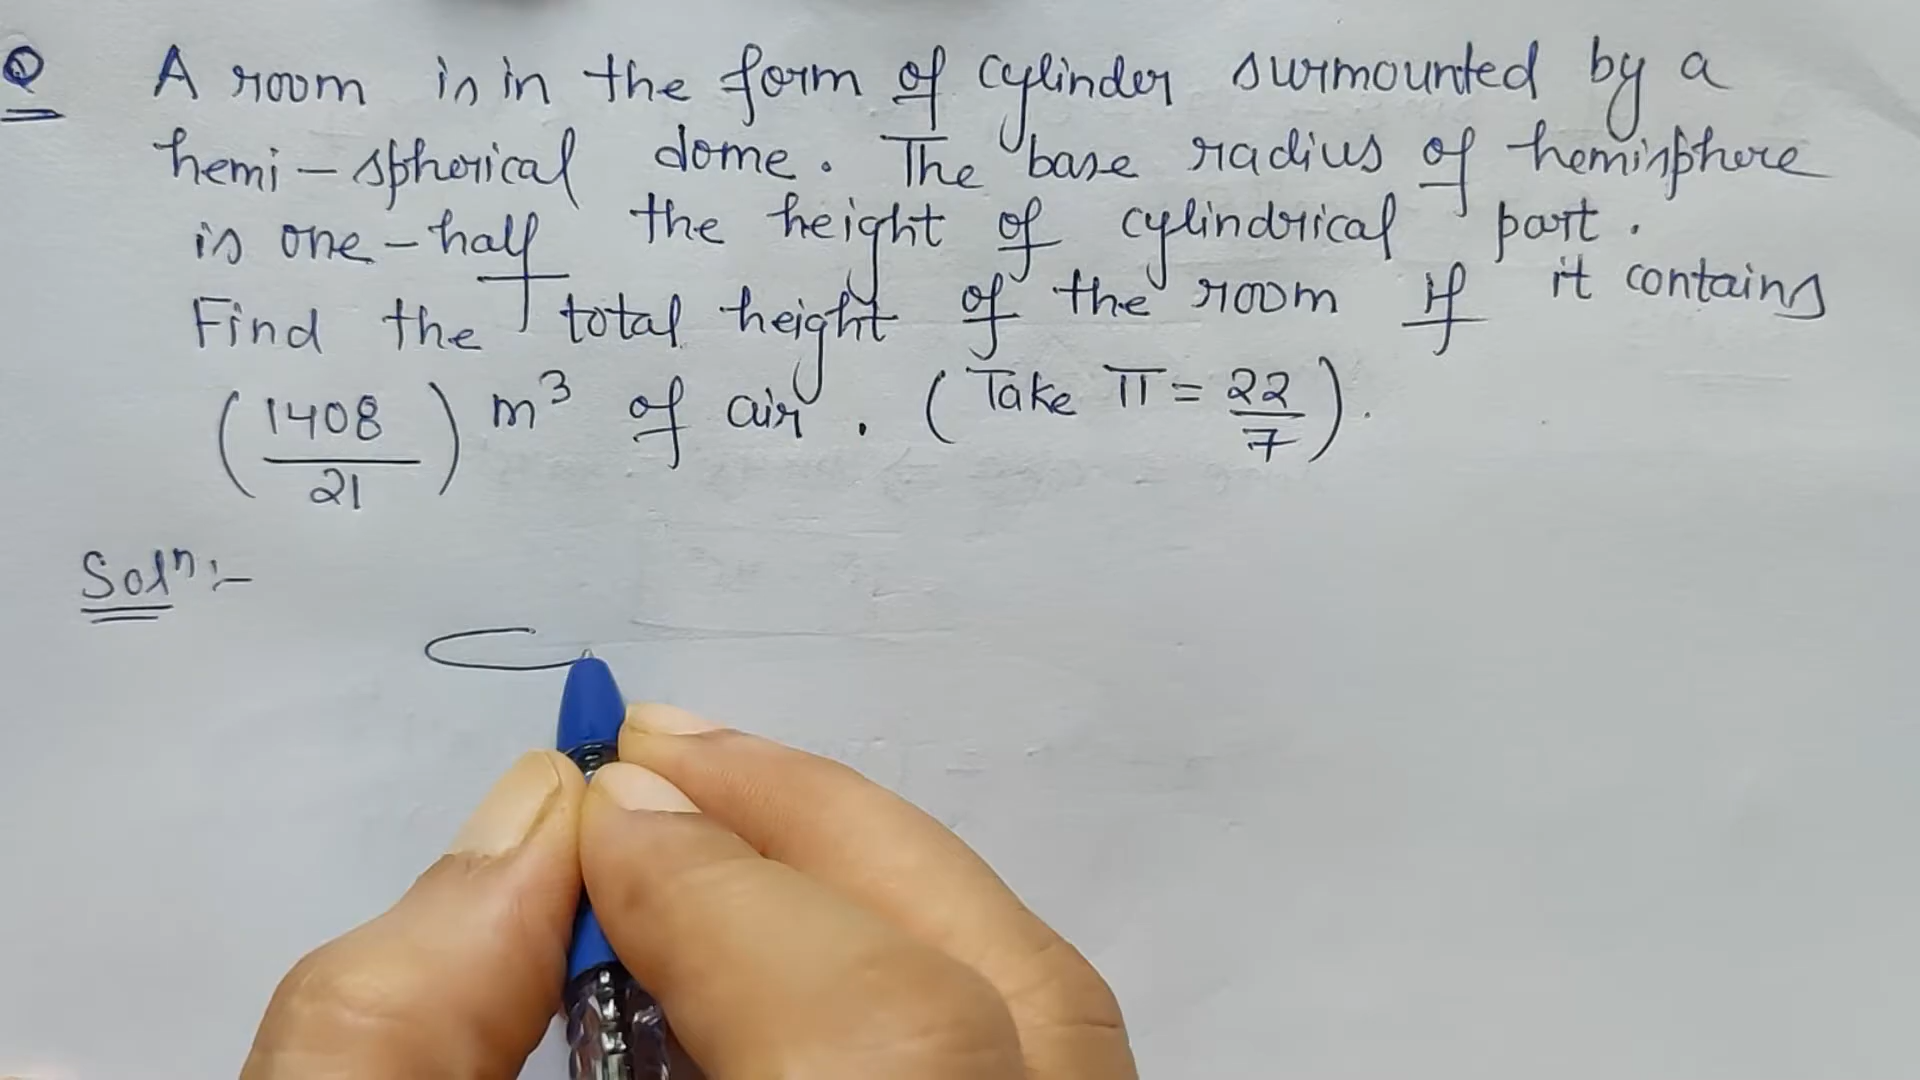 Q A room is in the form of cylinder surmounted by a
hemi-spherical dome. The base radius of hemisphere
is one-half the height of cylindrical part.
Find the total height of the room if it contains
(1408/21) m³ of air. (Take π = 22/7).
Solⁿ:-